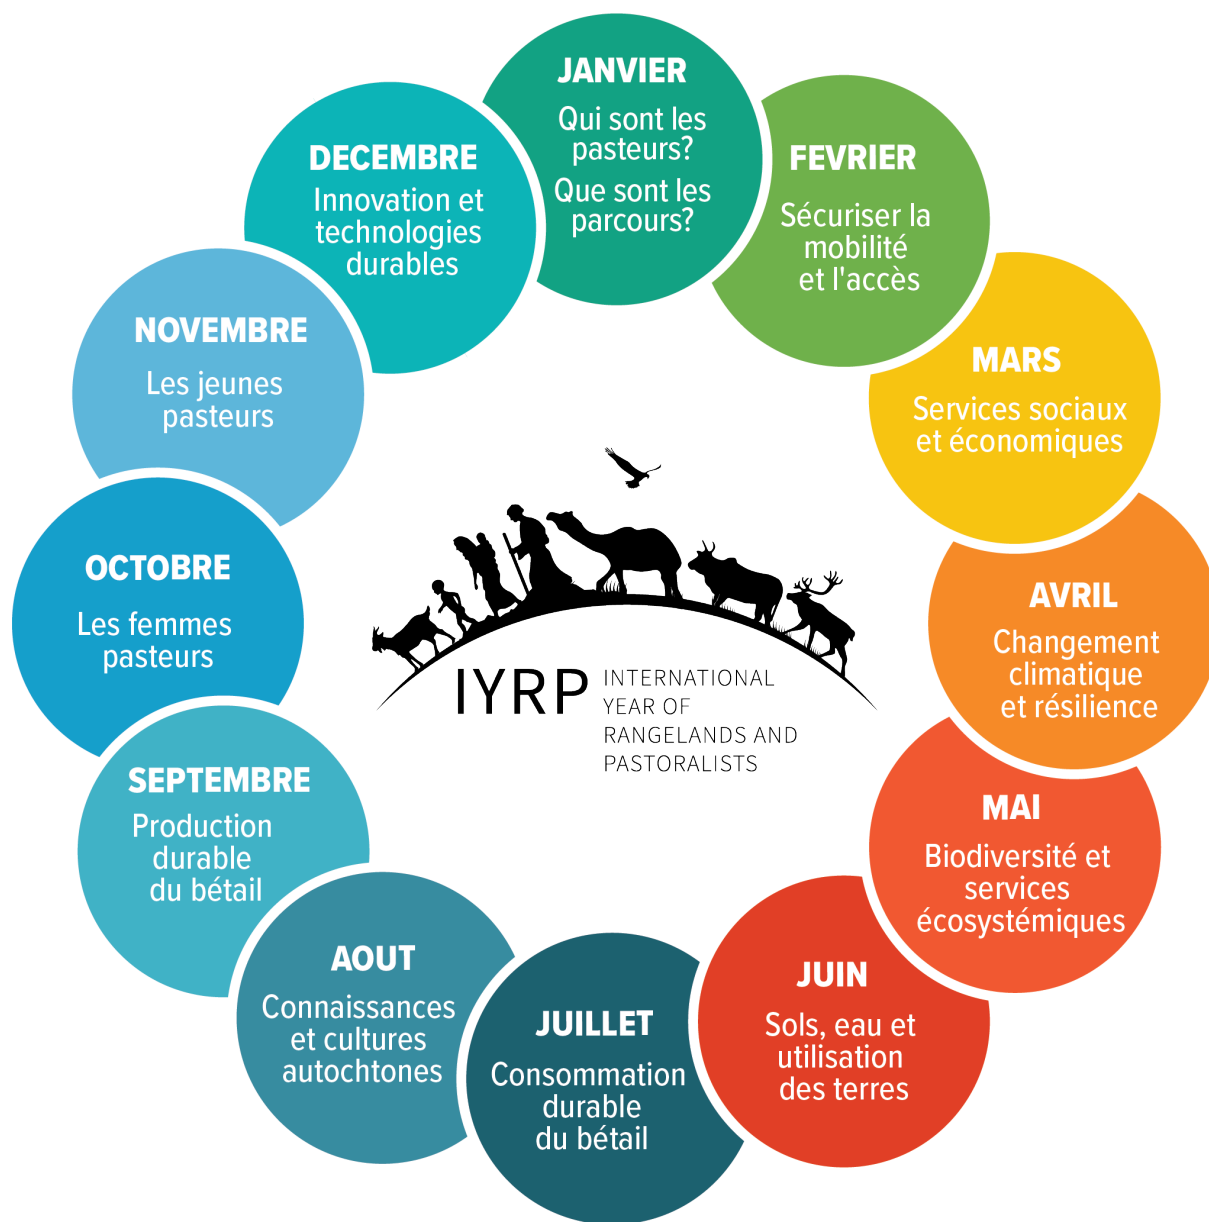 JANVIER
Qui sont les
pasteurs?
Que sont les
parcours?
FEVRIER
Sécuriser la
mobilité
et l'accès
MARS
Services sociaux
et économiques
AVRIL
Changement
climatique
et résilience
MAI
Biodiversité et
services
écosystémiques
JUIN
Sols, eau et
utilisation
des terres
JUILLET
Consommation
durable
du bétail
AOUT
Connaissances
et cultures
autochtones
SEPTEMBRE
Production
durable
du bétail
OCTOBRE
Les femmes
pasteurs
NOVEMBRE
Les jeunes
pasteurs
DECEMBRE
Innovation et
technologies
durables
IYRP
INTERNATIONAL
YEAR OF
RANGELANDS AND
PASTORALISTS